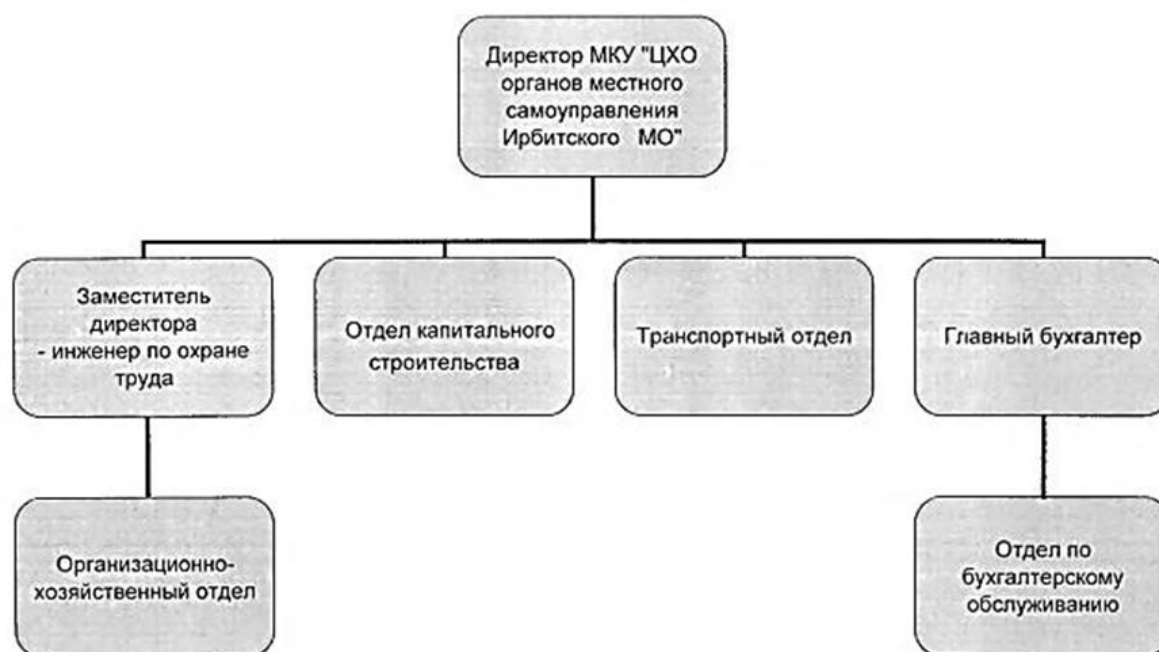 Директор МКУ "ЦХО
органов местного
самоуправления
Ирбитского МО"
Заместитель
директора
- инженер по охране
труда
Отдел капитального
строительства
Транспортный отдел
Главный бухгалтер
Организационно-
хозяйственный отдел
Отдел по
бухгалтерскому
обслуживанию